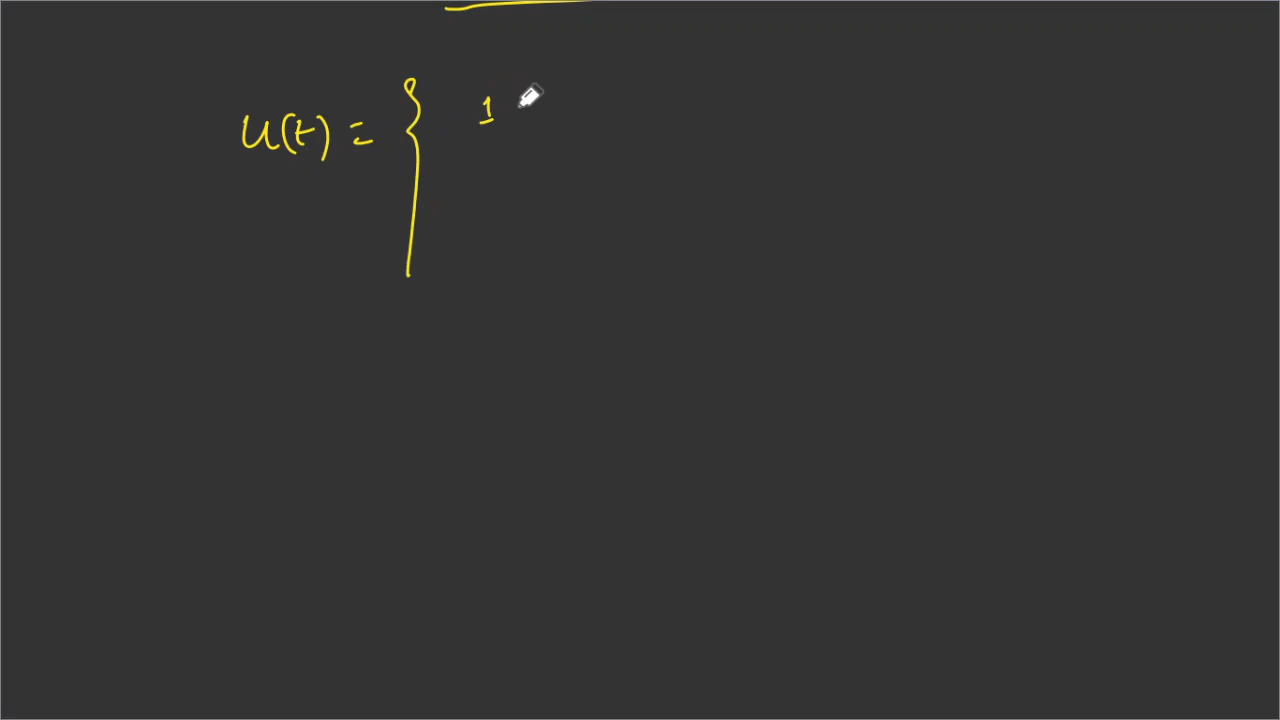 u(t) = { 1